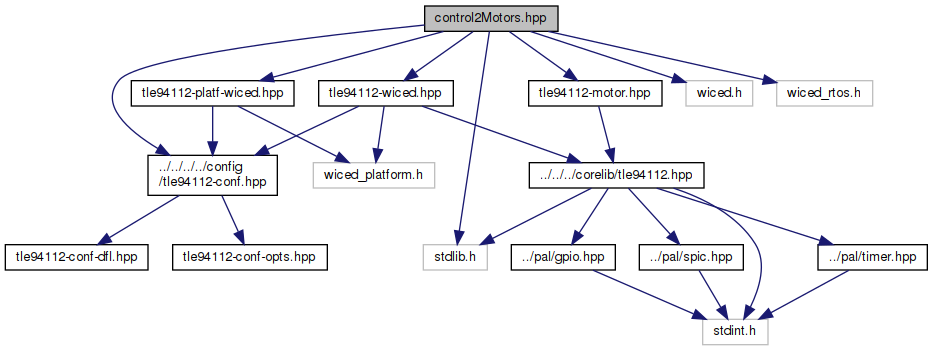 control2Motors.hpp
tle94112-platf-wiced.hpp
tle94112-wiced.hpp
tle94112-motor.hpp
wiced.h
wiced_rtos.h
../../../../config
/tle94112-conf.hpp
wiced_platform.h
../../../corelib/tle94112.hpp
tle94112-conf-dfl.hpp
tle94112-conf-opts.hpp
stdlib.h
../pal/gpio.hpp
../pal/spic.hpp
../pal/timer.hpp
stdint.h